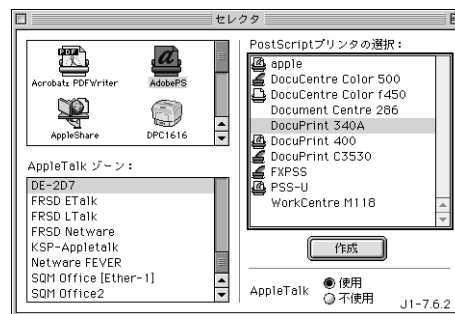 セレクタ
Acrobat™ PDFWriter
AdobePS
AppleShare
DPC1616
AppleTalk ゾーン：
DE-2D7
FRSD ETalk
FRSD LTalk
FRSD Netware
KSP-Appletalk
Netware FEVER
SQM Office [Ether-1]
SQM Office2
PostScriptプリンタの選択：
apple
DocuCentre Color 500
DocuCentre Color f450
Document Centre 286
DocuPrint 340A
DocuPrint 400
DocuPrint C3530
FXPSS
PSS-U
WorkCentre M118
作成
AppleTalk
使用
不使用
J1-7.6.2